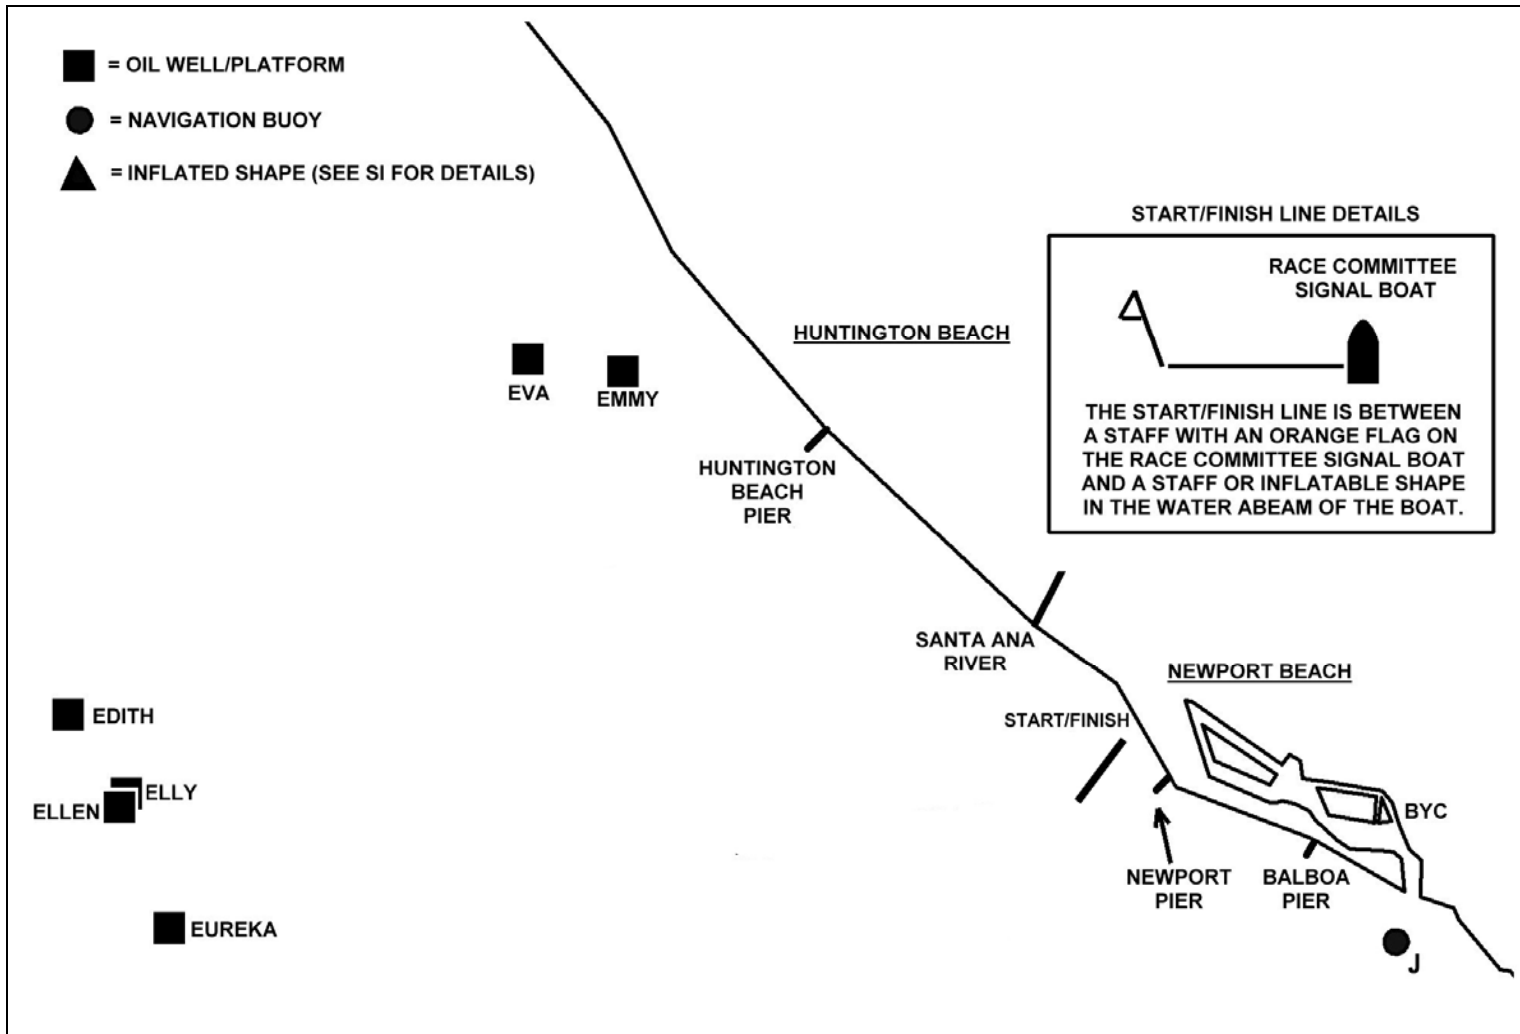 = OIL WELL/PLATFORM
= NAVIGATION BUOY
= INFLATED SHAPE (SEE SI FOR DETAILS)
START/FINISH LINE DETAILS
RACE COMMITTEE
SIGNAL BOAT
THE START/FINISH LINE IS BETWEEN
A STAFF WITH AN ORANGE FLAG ON
THE RACE COMMITTEE SIGNAL BOAT
AND A STAFF OR INFLATABLE SHAPE
IN THE WATER ABEAM OF THE BOAT.
HUNTINGTON BEACH
EVA
EMMY
HUNTINGTON
BEACH
PIER
SANTA ANA
RIVER
NEWPORT BEACH
START/FINISH
EDITH
ELLY
ELLEN
BYC
NEWPORT
PIER
BALBOA
PIER
EUREKA
J